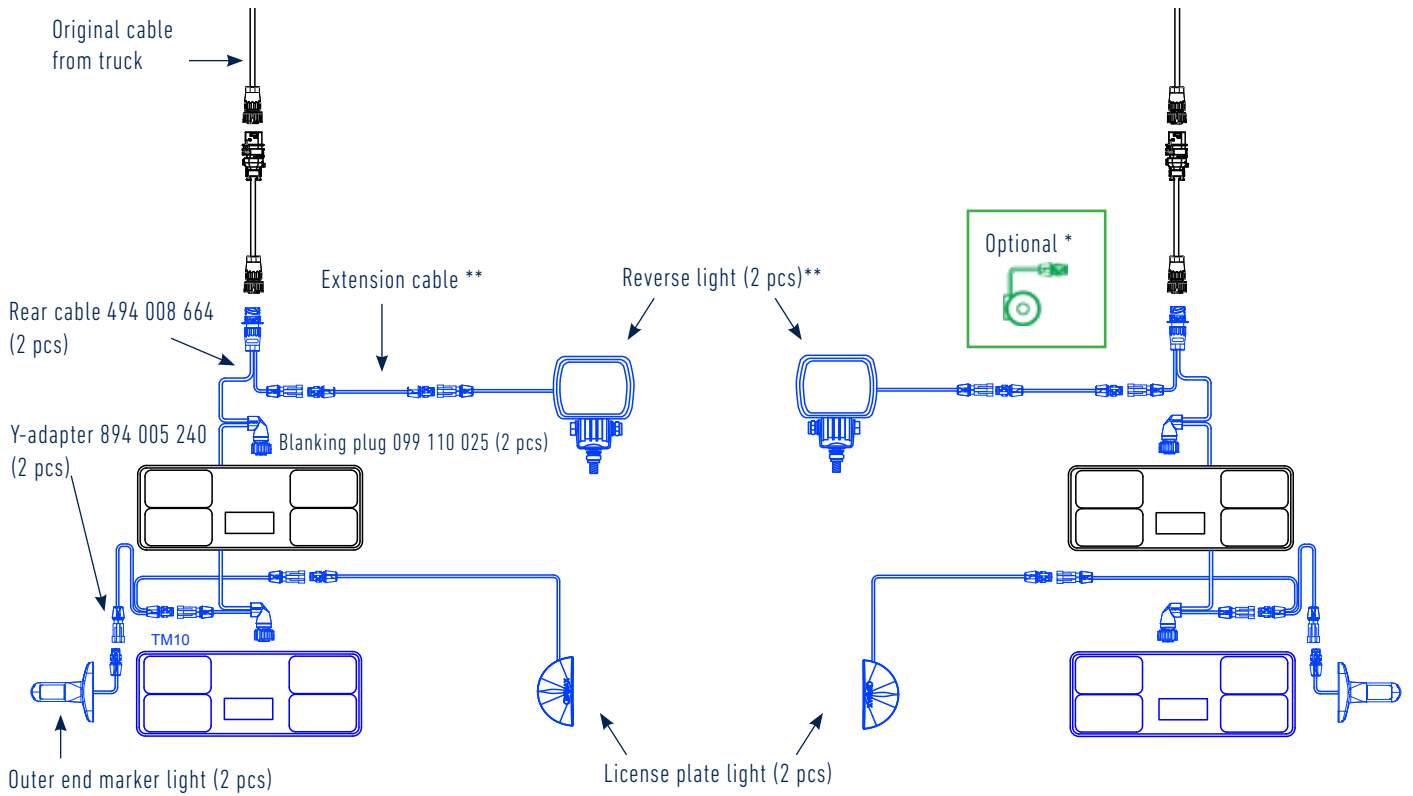 Original cable
from truck
Optional *
Extension cable **
Reverse light (2 pcs)**
Rear cable 494 008 664
(2 pcs)
Y-adapter 894 005 240
(2 pcs)
Blanking plug 099 110 025 (2 pcs)
TM10
Outer end marker light (2 pcs)
License plate light (2 pcs)